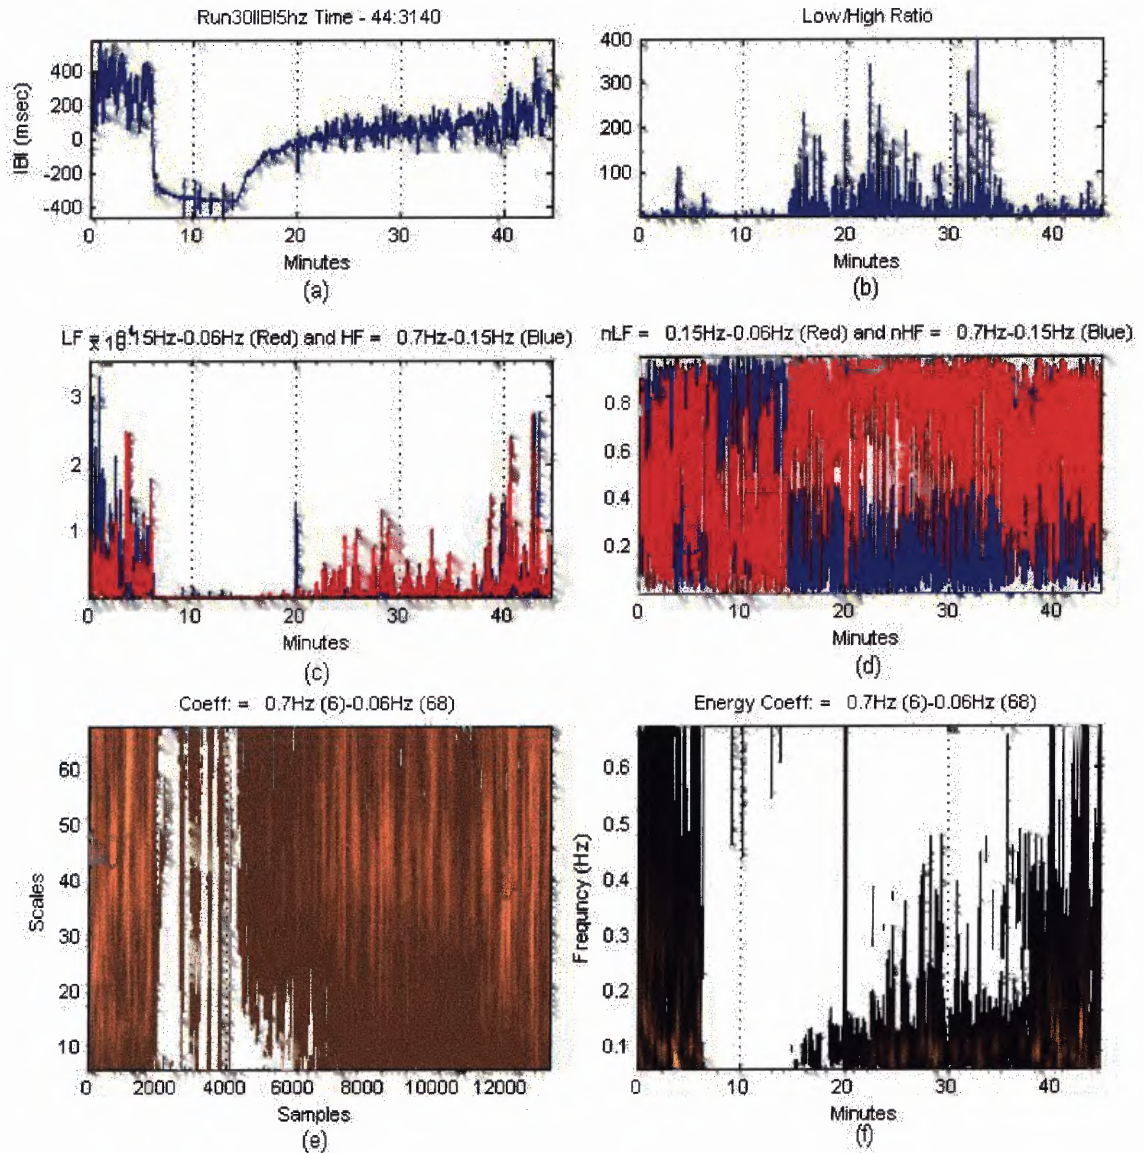 Run30IIBI5hz Time - 44:3140
IBI (msec)
400
200
0
-200
-400
0 10 20 30 40
Minutes
(a)
Low/High Ratio
400
300
200
100
0 10 20 30 40
Minutes
(b)
LF = 0.15Hz-0.06Hz (Red) and HF = 0.7Hz-0.15Hz (Blue)
x 10
3
2
1
0 10 20 30 40
Minutes
(c)
nLF = 0.15Hz-0.06Hz (Red) and nHF = 0.7Hz-0.15Hz (Blue)
0.8
0.6
0.4
0.2
0 10 20 30 40
Minutes
(d)
Coeff: = 0.7Hz (6)-0.06Hz (68)
Scales
60
50
40
30
20
10
0 2000 4000 6000 8000 10000 12000
Samples
(e)
Energy Coeff: = 0.7Hz (6)-0.06Hz (68)
Frequncy (Hz)
0.6
0.5
0.4
0.3
0.2
0.1
0 10 20 30 40
Minutes
(f)